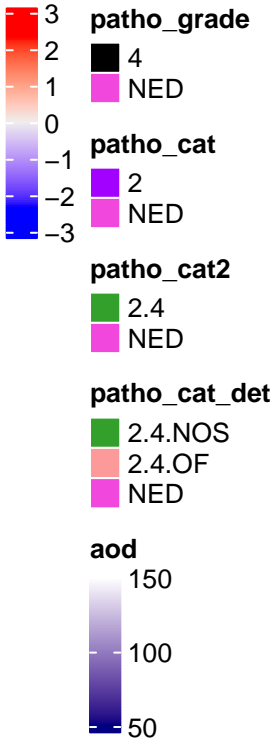 3
2
1
0
−1
−2
−3
patho_grade
4
NED
patho_cat
2
NED
patho_cat2
2.4
NED
patho_cat_det
2.4.NOS
2.4.OF
NED
aod
150
100
50